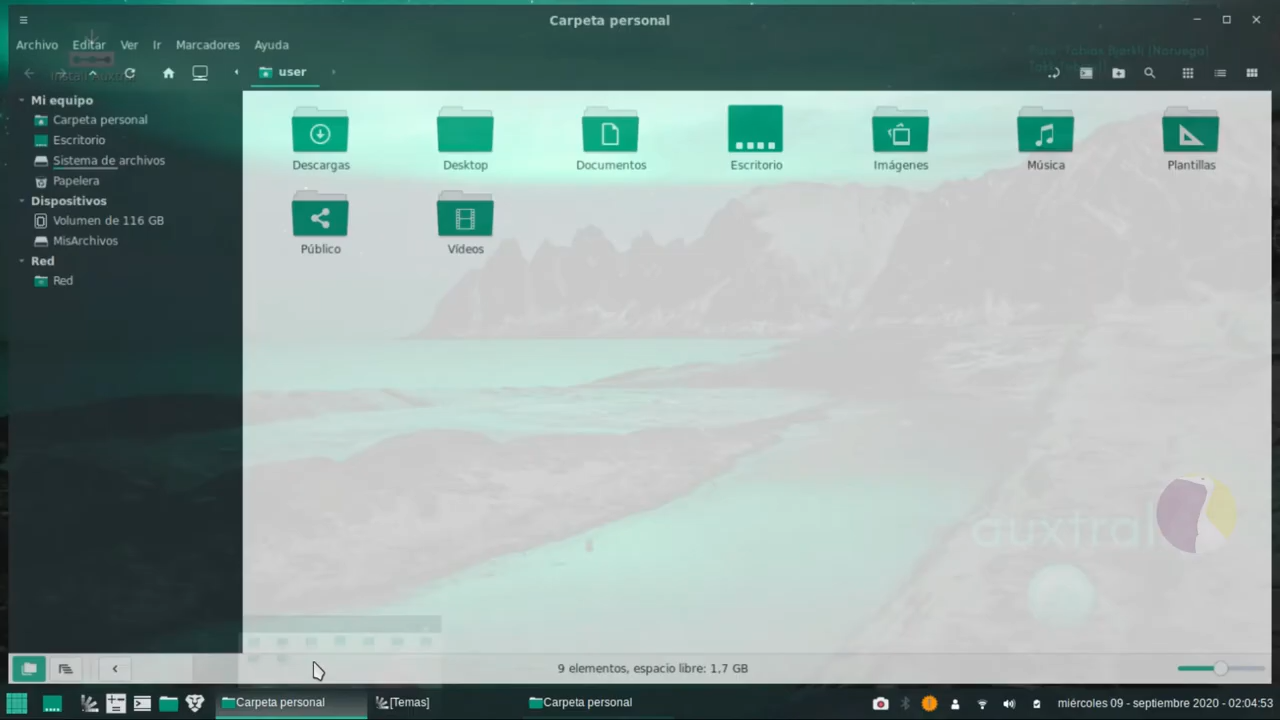 Carpeta personal
Archivo Editar Ver Ir Marcadores Ayuda
user
Mi equipo
Carpeta personal
Escritorio
Sistema de archivos
Papelera
Dispositivos
Volumen de 116 GB
MisArchivos
Red
Red
Descargas Desktop Documentos Escritorio Imágenes Música Plantillas
Público Vídeos
auxtral
9 elementos, espacio libre: 1,7 GB
Carpeta personal [Temas] Carpeta personal miércoles 09 - septiembre 2020 - 02:04:53